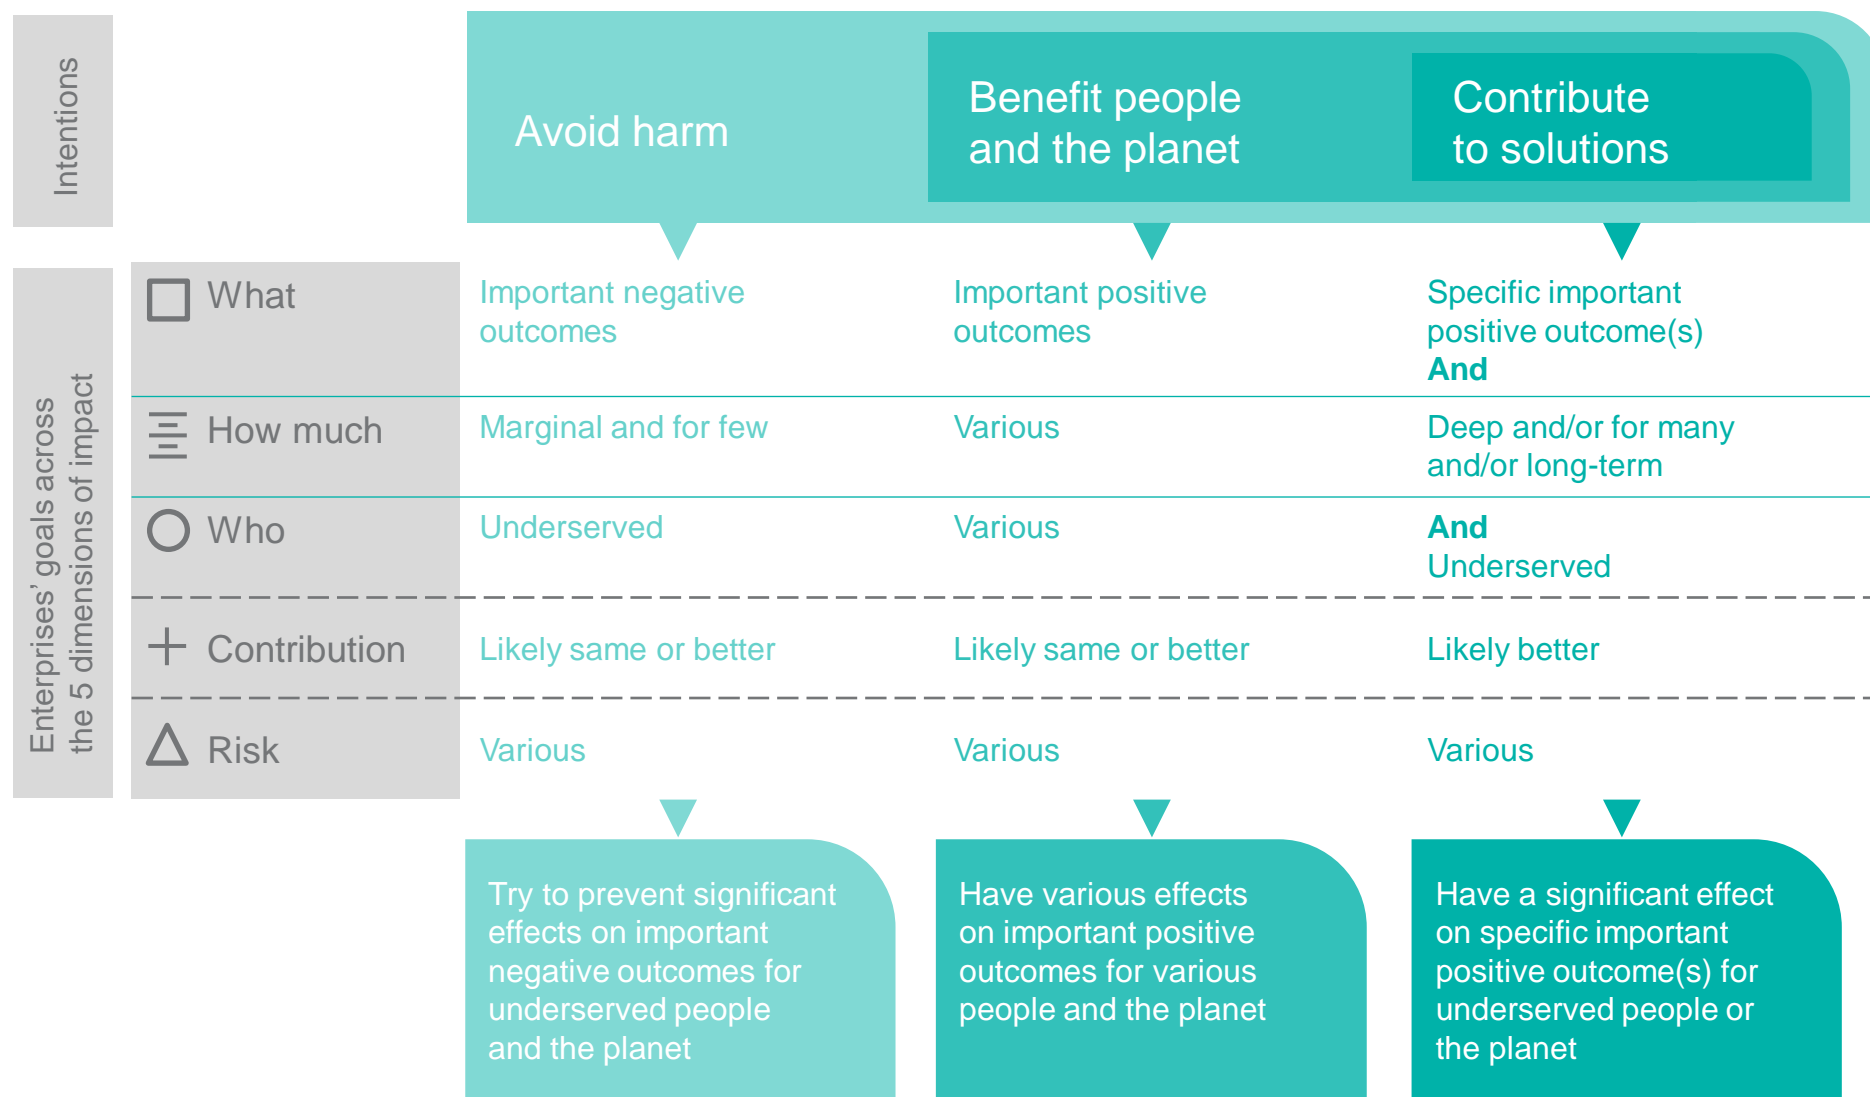 Intentions
Avoid harm
Benefit people
and the planet
Contribute
to solutions
Enterprises’ goals across
the 5 dimensions of impact
What
Important negative
outcomes
Important positive
outcomes
Specific important
positive outcome(s)
And
How much
Marginal and for few
Various
Deep and/or for many
and/or long-term
Who
Underserved
Various
And
Underserved
Contribution
Likely same or better
Likely same or better
Likely better
Risk
Various
Various
Various
Try to prevent significant
effects on important
negative outcomes for
underserved people
and the planet
Have various effects
on important positive
outcomes for various
people and the planet
Have a significant effect
on specific important
positive outcome(s) for
underserved people or
the planet